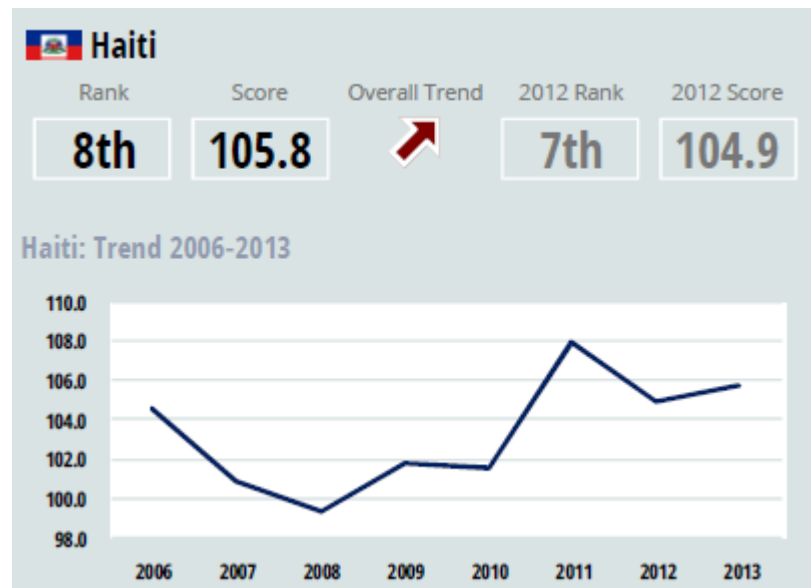 Haiti
Rank Score Overall Trend 2012 Rank 2012 Score
8th 105.8 7th 104.9
Haiti: Trend 2006-2013
110.0
108.0
106.0
104.0
102.0
100.0
98.0
2006 2007 2008 2009 2010 2011 2012 2013